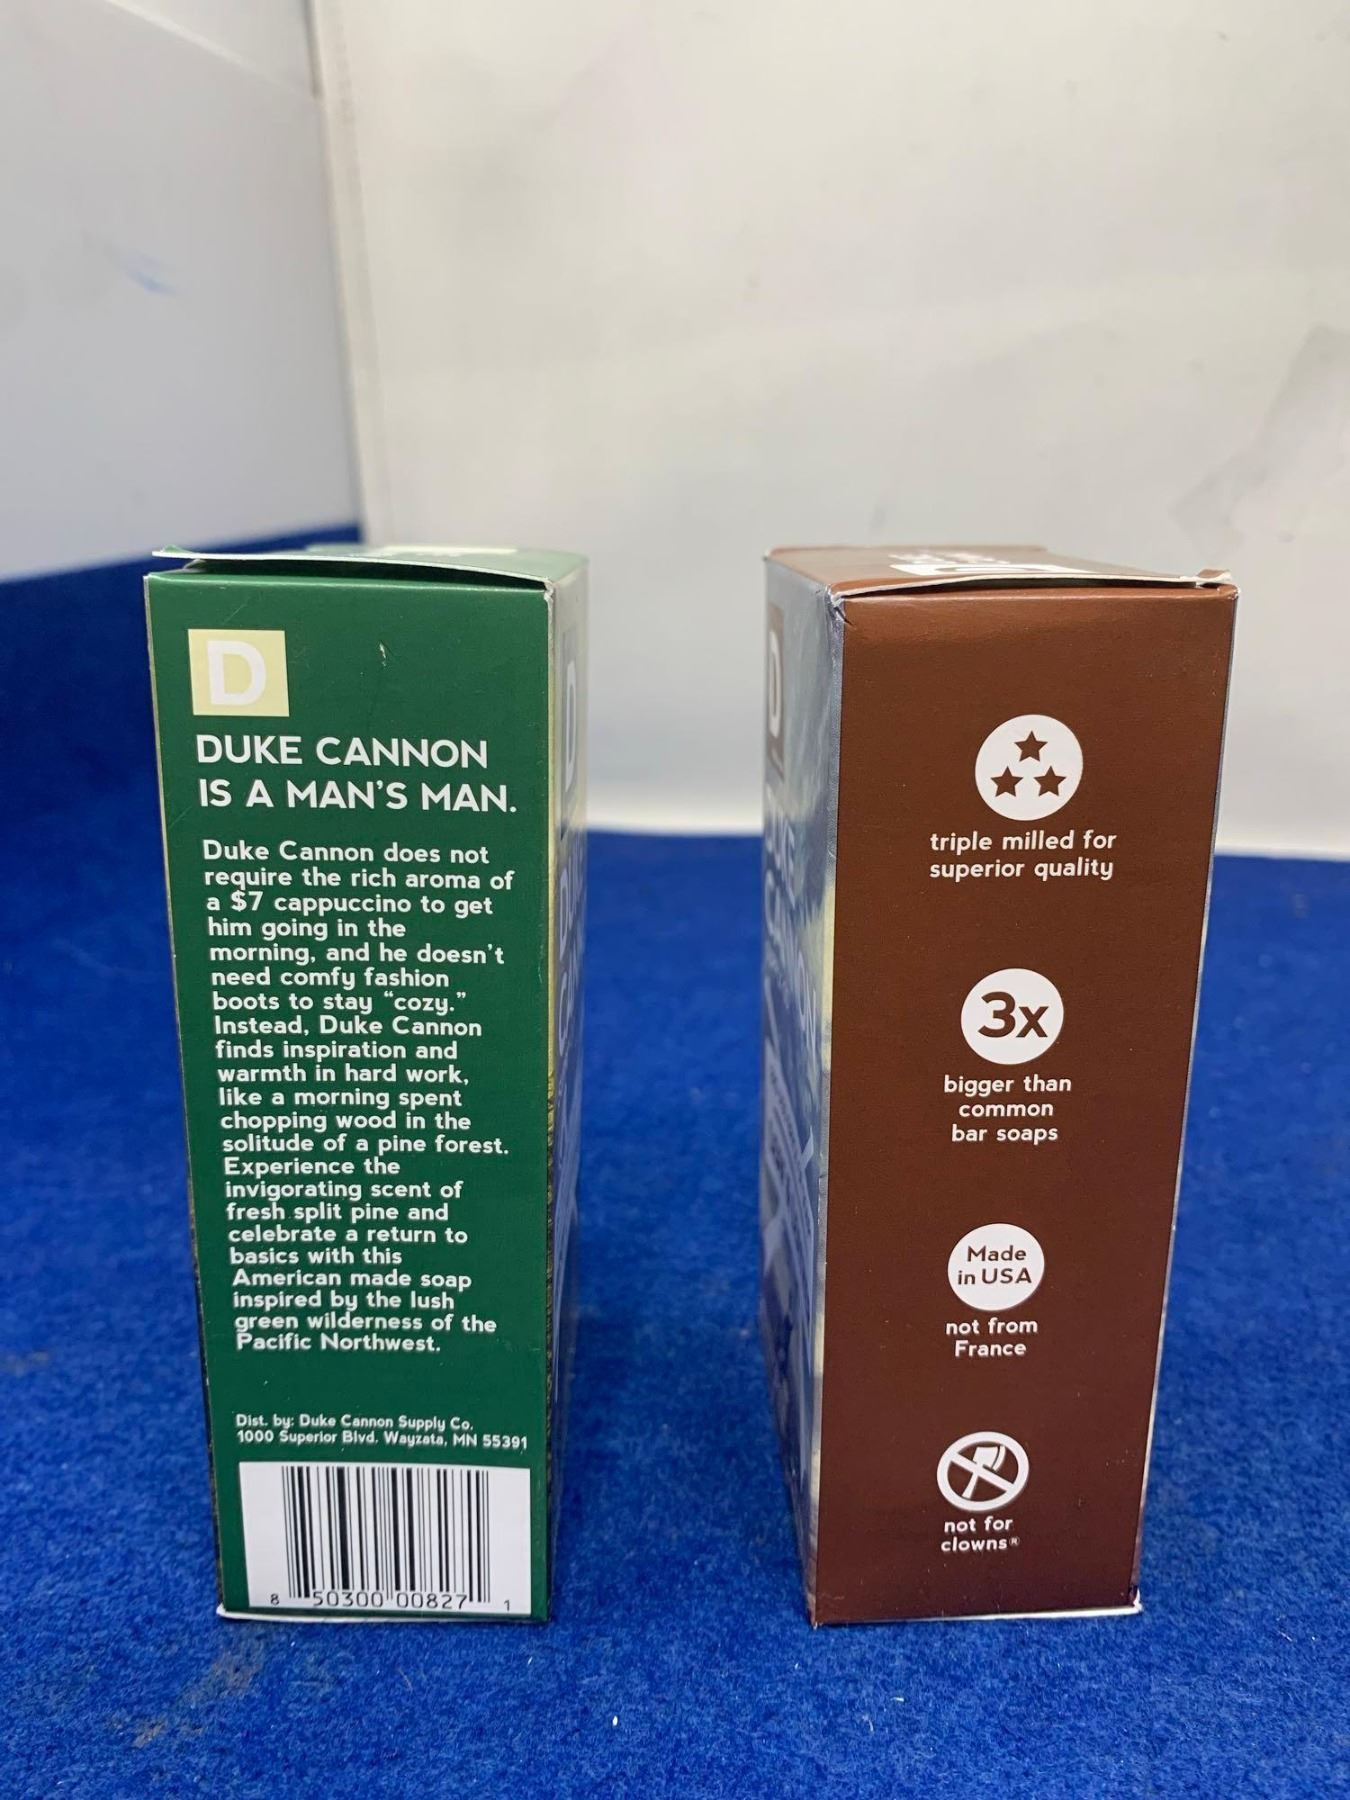 D
DUKE CANNON
IS A MAN'S MAN.
Duke Cannon does not
require the rich aroma of
a $7 cappuccino to get
him going in the
morning, and he doesn't
need comfy fashion
boots to stay “cozy.”
Instead, Duke Cannon
finds inspiration and
warmth in hard work,
like a morning spent
chopping wood in the
solitude of a pine forest.
Experience the
invigorating scent of
fresh split pine and
celebrate a return to
basics with this
American made soap
inspired by the lush
green wilderness of the
Pacific Northwest.
Dist. by: Duke Cannon Supply Co.
1000 Superior Blvd. Wayzata, MN 55391
8 50300 00827 1
triple milled for
superior quality
3x
bigger than
common
bar soaps
Made
in USA
not from
France
not for
clowns®